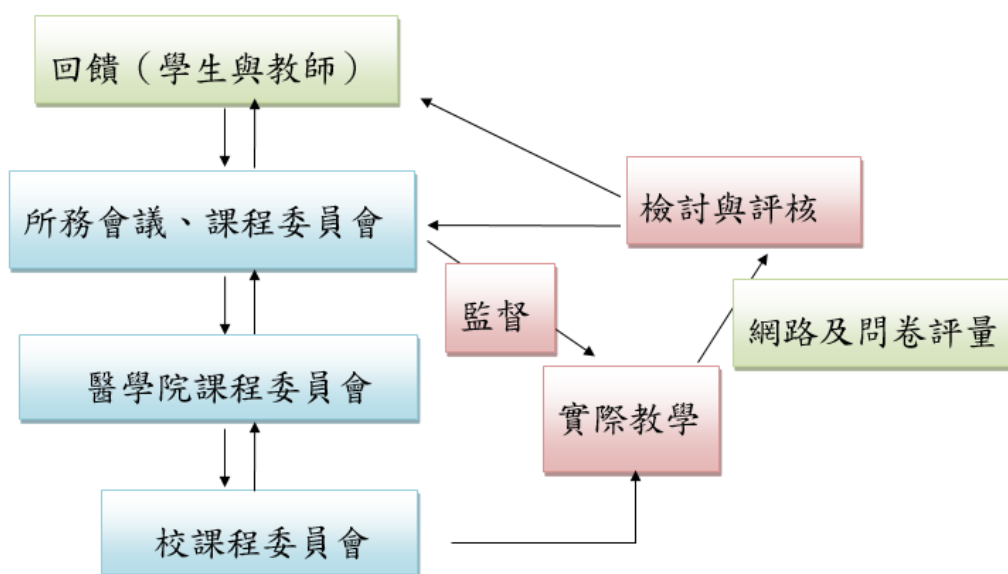 回饋（學生與教師）
所務會議、課程委員會
檢討與評核
監督
網路及問卷評量
醫學院課程委員會
實際教學
校課程委員會